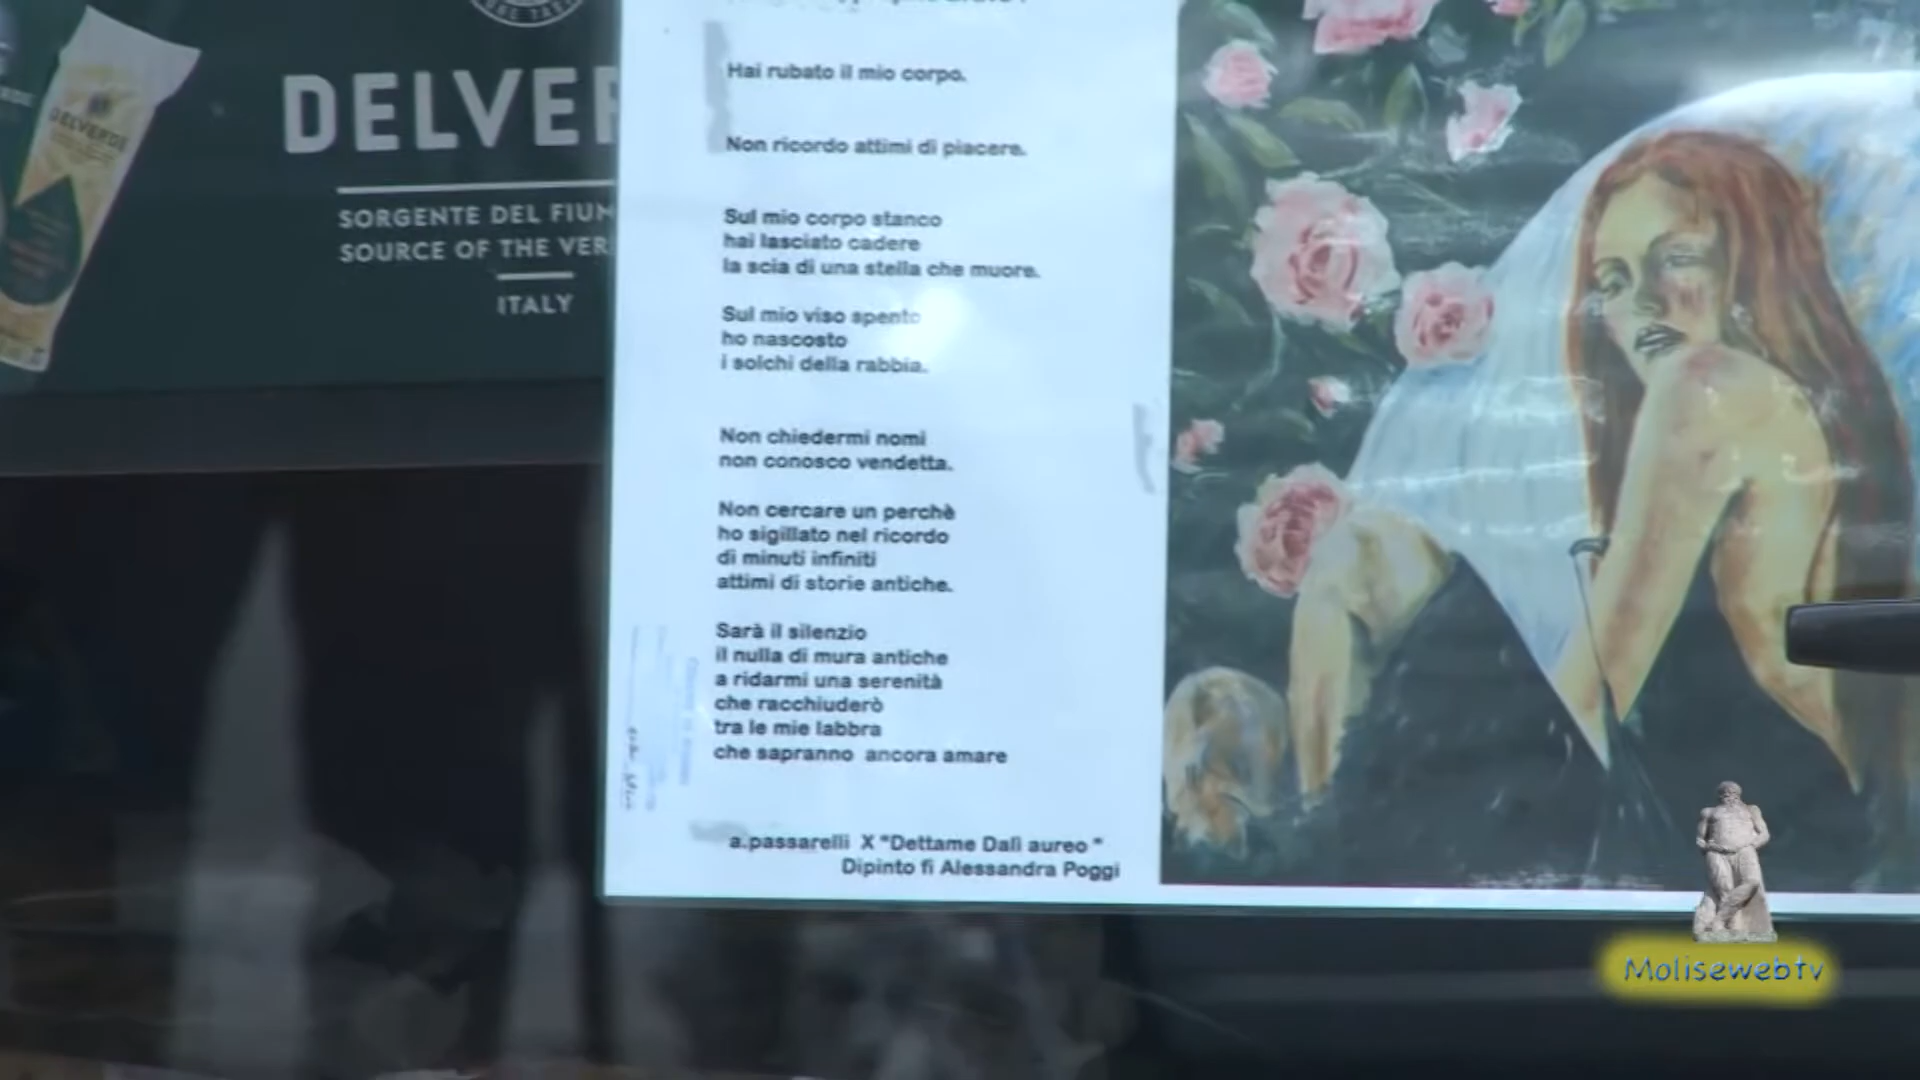 DELVERDE
DELVER
SORGENTE DEL FIUM
SOURCE OF THE VER
ITALY
Hai rubato il mio corpo.
Non ricordo attimi di piacere.
Sul mio corpo stanco
hai lasciato cadere
la scia di una stella che muore.
Sul mio viso spento
ho nascosto
i solchi della rabbia.
Non chiedermi nomi
non conosco vendetta.
Non cercare un perchè
ho sigillato nel ricordo
di minuti infiniti
attimi di storie antiche.
Sarà il silenzio
il nulla di mura antiche
a ridarmi una serenità
che racchiuderò
tra le mie labbra
che sapranno ancora amare
a.passarelli X "Dettame Dalì aureo "
Dipinto fi Alessandra Poggi
Molisewebtv